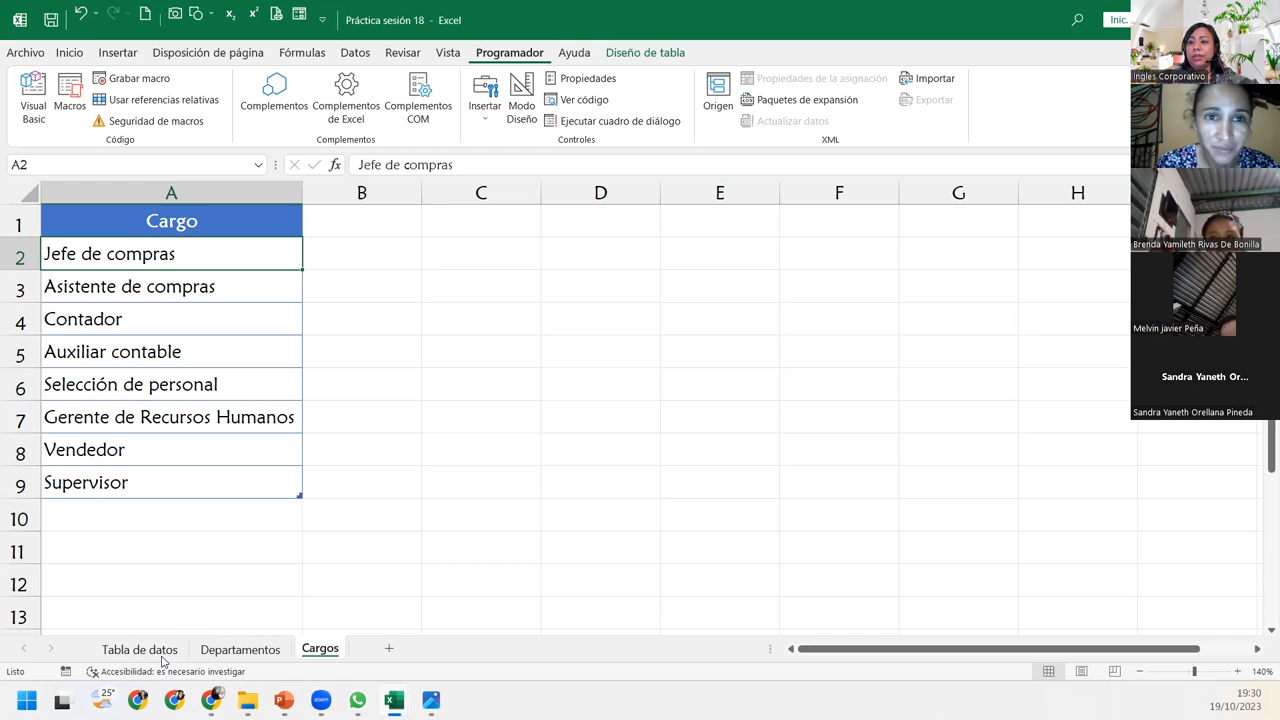 Práctica sesión 18 - Excel
Inic.
Archivo Inicio Insertar Disposición de página Fórmulas Datos Revisar Vista Programador Ayuda Diseño de tabla
Visual Basic
Macros
Grabar macro
Usar referencias relativas
Seguridad de macros
Código
Complementos
Complementos de Excel
Complementos COM
Complementos
Insertar
Modo Diseño
Propiedades
Ver código
Ejecutar cuadro de diálogo
Controles
Origen
Propiedades de la asignación
Paquetes de expansión
Actualizar datos
Importar
Exportar
XML
A2
fx Jefe de compras
A B C D E F G H
1 Cargo
2 Jefe de compras
3 Asistente de compras
4 Contador
5 Auxiliar contable
6 Selección de personal
7 Gerente de Recursos Humanos
8 Vendedor
9 Supervisor
10
11
12
13
Tabla de datos Departamentos Cargos
Listo Accesibilidad: es necesario investigar 140%
25°
19:30
19/10/2023
Ingles Corporativo
Brenda Yamileth Rivas De Bonilla
Melvin javier Peña
Sandra Yaneth Or...
Sandra Yaneth Orellana Pineda